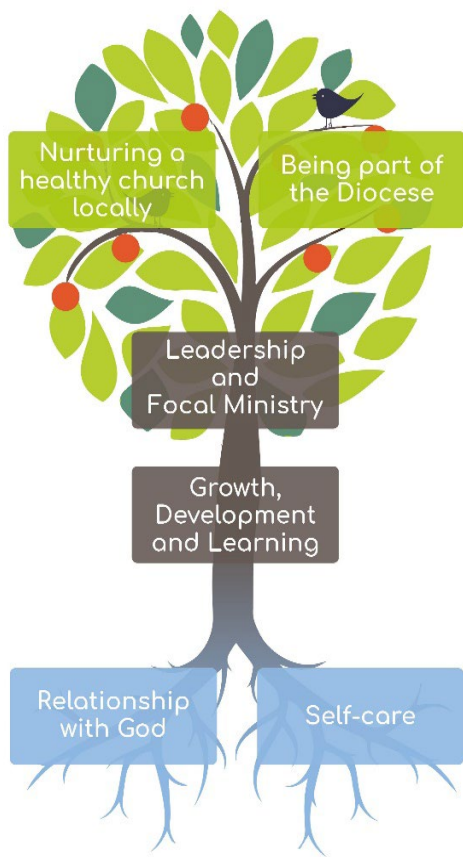 Nurturing a
healthy church
locally
Being part of
the Diocese
Leadership
and
Focal Ministry
Growth,
Development
and Learning
Relationship
with God
Self-care